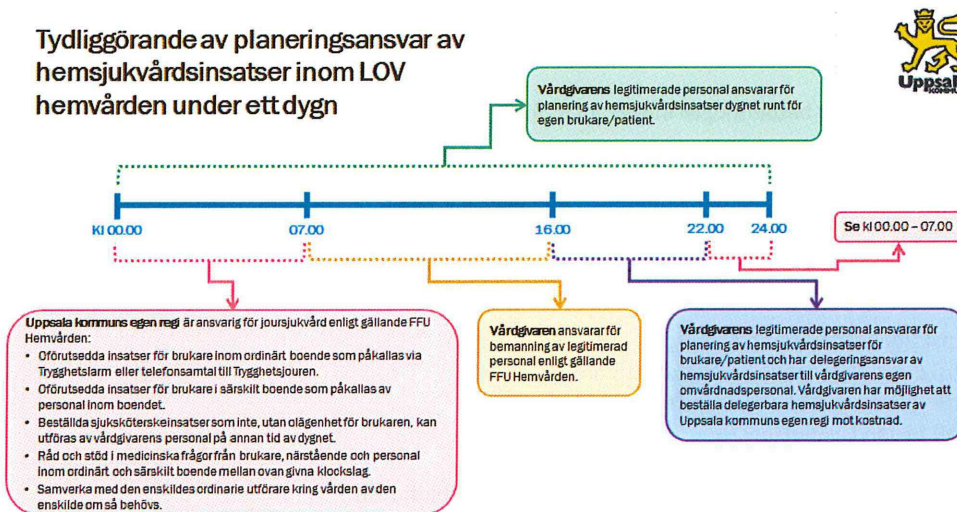 Tydliggörande av planeringsansvar av
hemsjukvårdsinsatser inom LOV
hemvården under ett dygn
Uppsala
Vårdgivarens legitimerade personal ansvarar för
planering av hemsjukvårdsinsatser dygnet runt för
egen brukare/patient.
Kl 00.00
07.00
16.00
22.00
24.00
Se kl 00.00 – 07.00
Uppsala kommuns egen regi är ansvarig för joursjukvård enligt gällande FFU
Hemvården:
• Oförutsedda insatser för brukare inom ordinärt boende som påkallas via
Trygghetslarm eller telefonsamtal till Trygghetsjouren.
• Oförutsedda insatser för brukare i särskilt boende som påkallas av
personal inom boendet.
• Beställda sjuksköterskeinsatser som inte, utan olägenhet för brukaren, kan
utföras av vårdgivarens personal på annan tid av dygnet.
• Råd och stöd i medicinska frågor från brukare, närstående och personal
inom ordinärt och särskilt boende mellan ovan givna klockslag.
• Samverka med den enskildes ordinarie utförare kring vården av den
enskilde om så behövs.
Vårdgivaren ansvarar för
bemanning av legitimerad
personal enligt gällande
FFU Hemvården.
Vårdgivarens legitimerade personal ansvarar för
planering av hemsjukvårdsinsatser för
brukare/patient och har delegeringsansvar av
hemsjukvårdsinsatser till vårdgivarens egen
omvårdnadspersonal. Vårdgivaren har möjlighet att
beställa delegerbara hemsjukvårdsinsatser av
Uppsala kommuns egen regi mot kostnad.